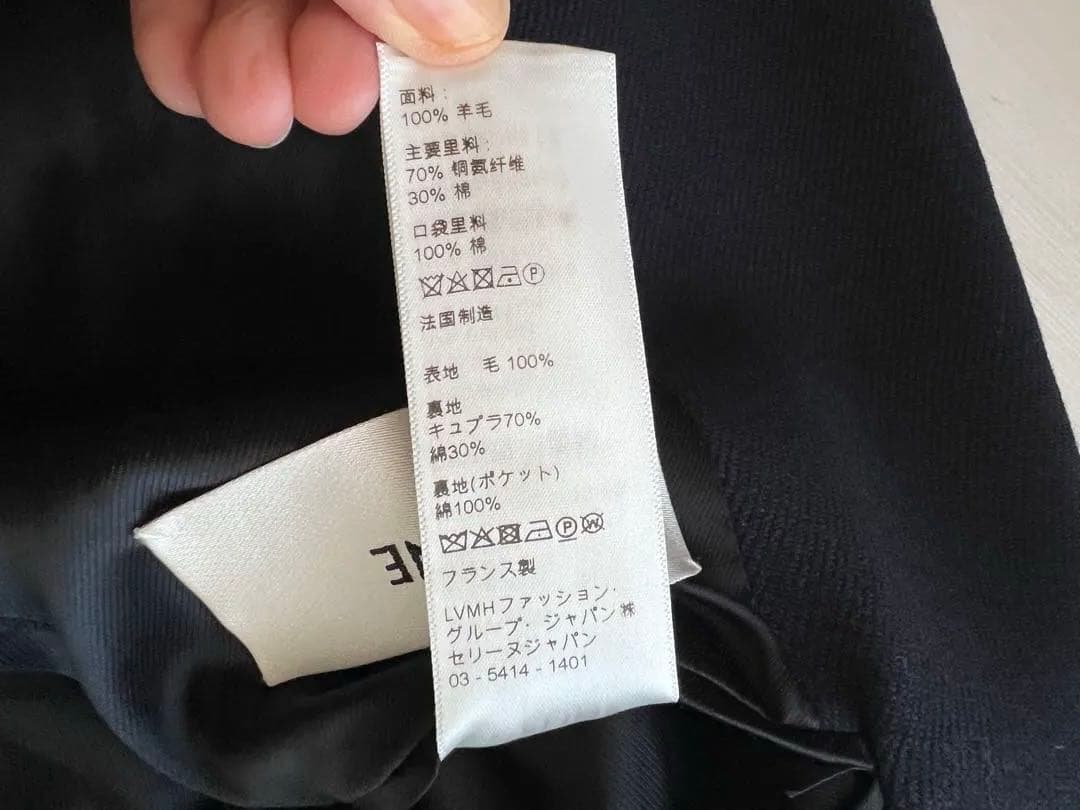 面料:
100% 羊毛
主要里料:
70% 铜氨纤维
30% 棉
口袋里料
100% 棉
P
法国制造
表地 毛 100%
裏地
キュプラ70%
綿30%
裏地(ポケット)
綿100%
P W
フランス製
LVMHファッション・
グループ・ジャパン㈱
セリーヌジャパン
03 - 5414 - 1401